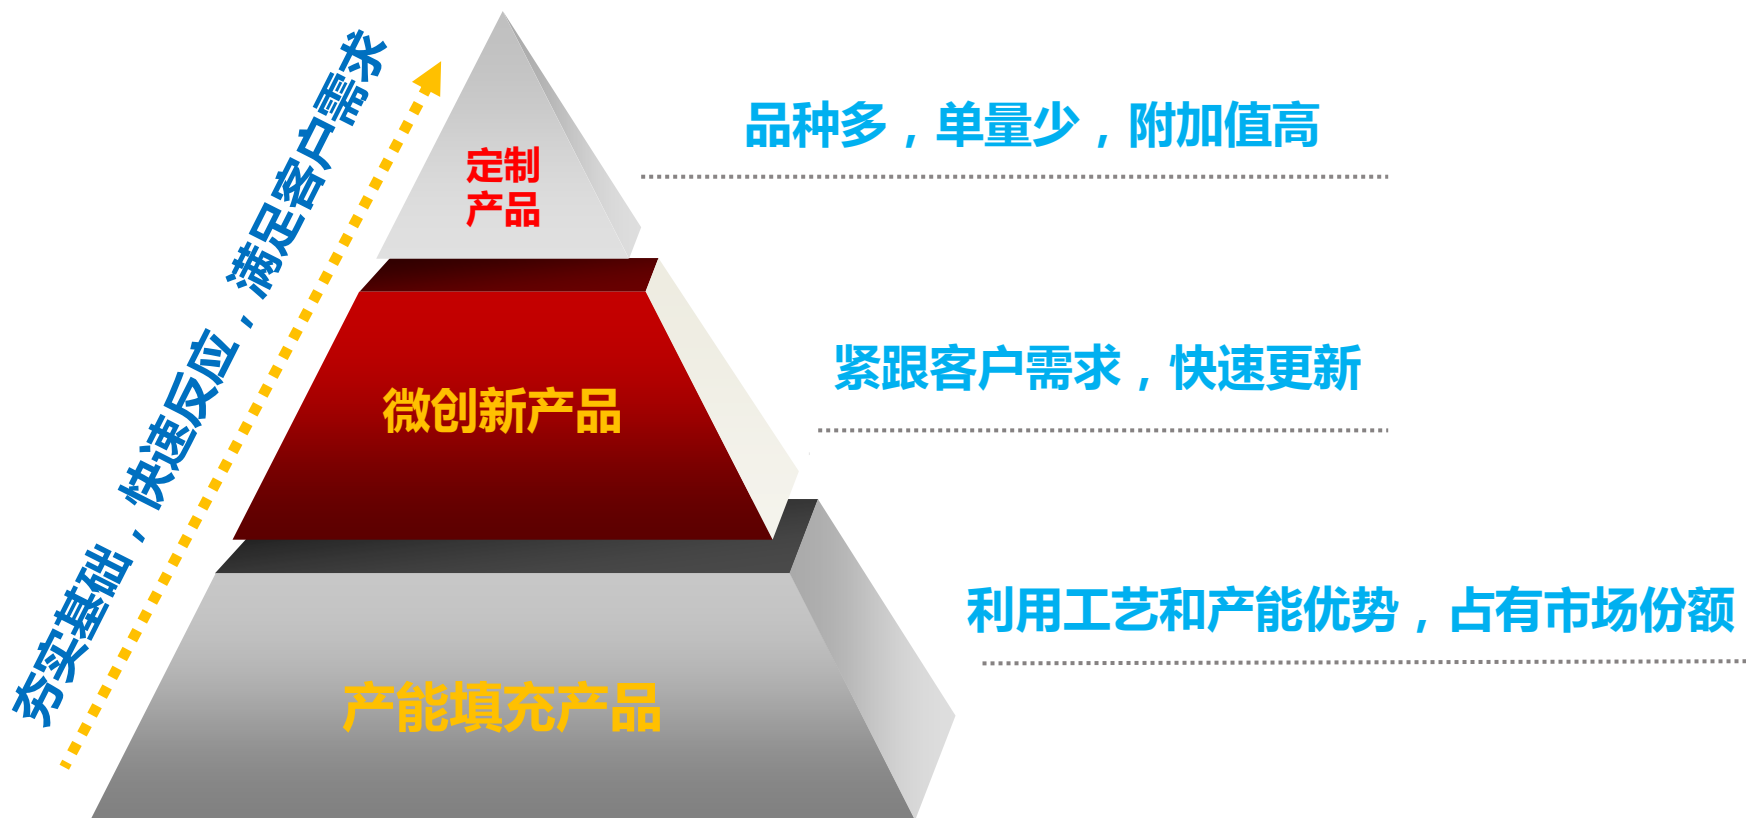 夯实基础，快速反应，满足客户需求
定制
产品
品种多，单量少，附加值高
微创新产品
紧跟客户需求，快速更新
产能填充产品
利用工艺和产能优势，占有市场份额